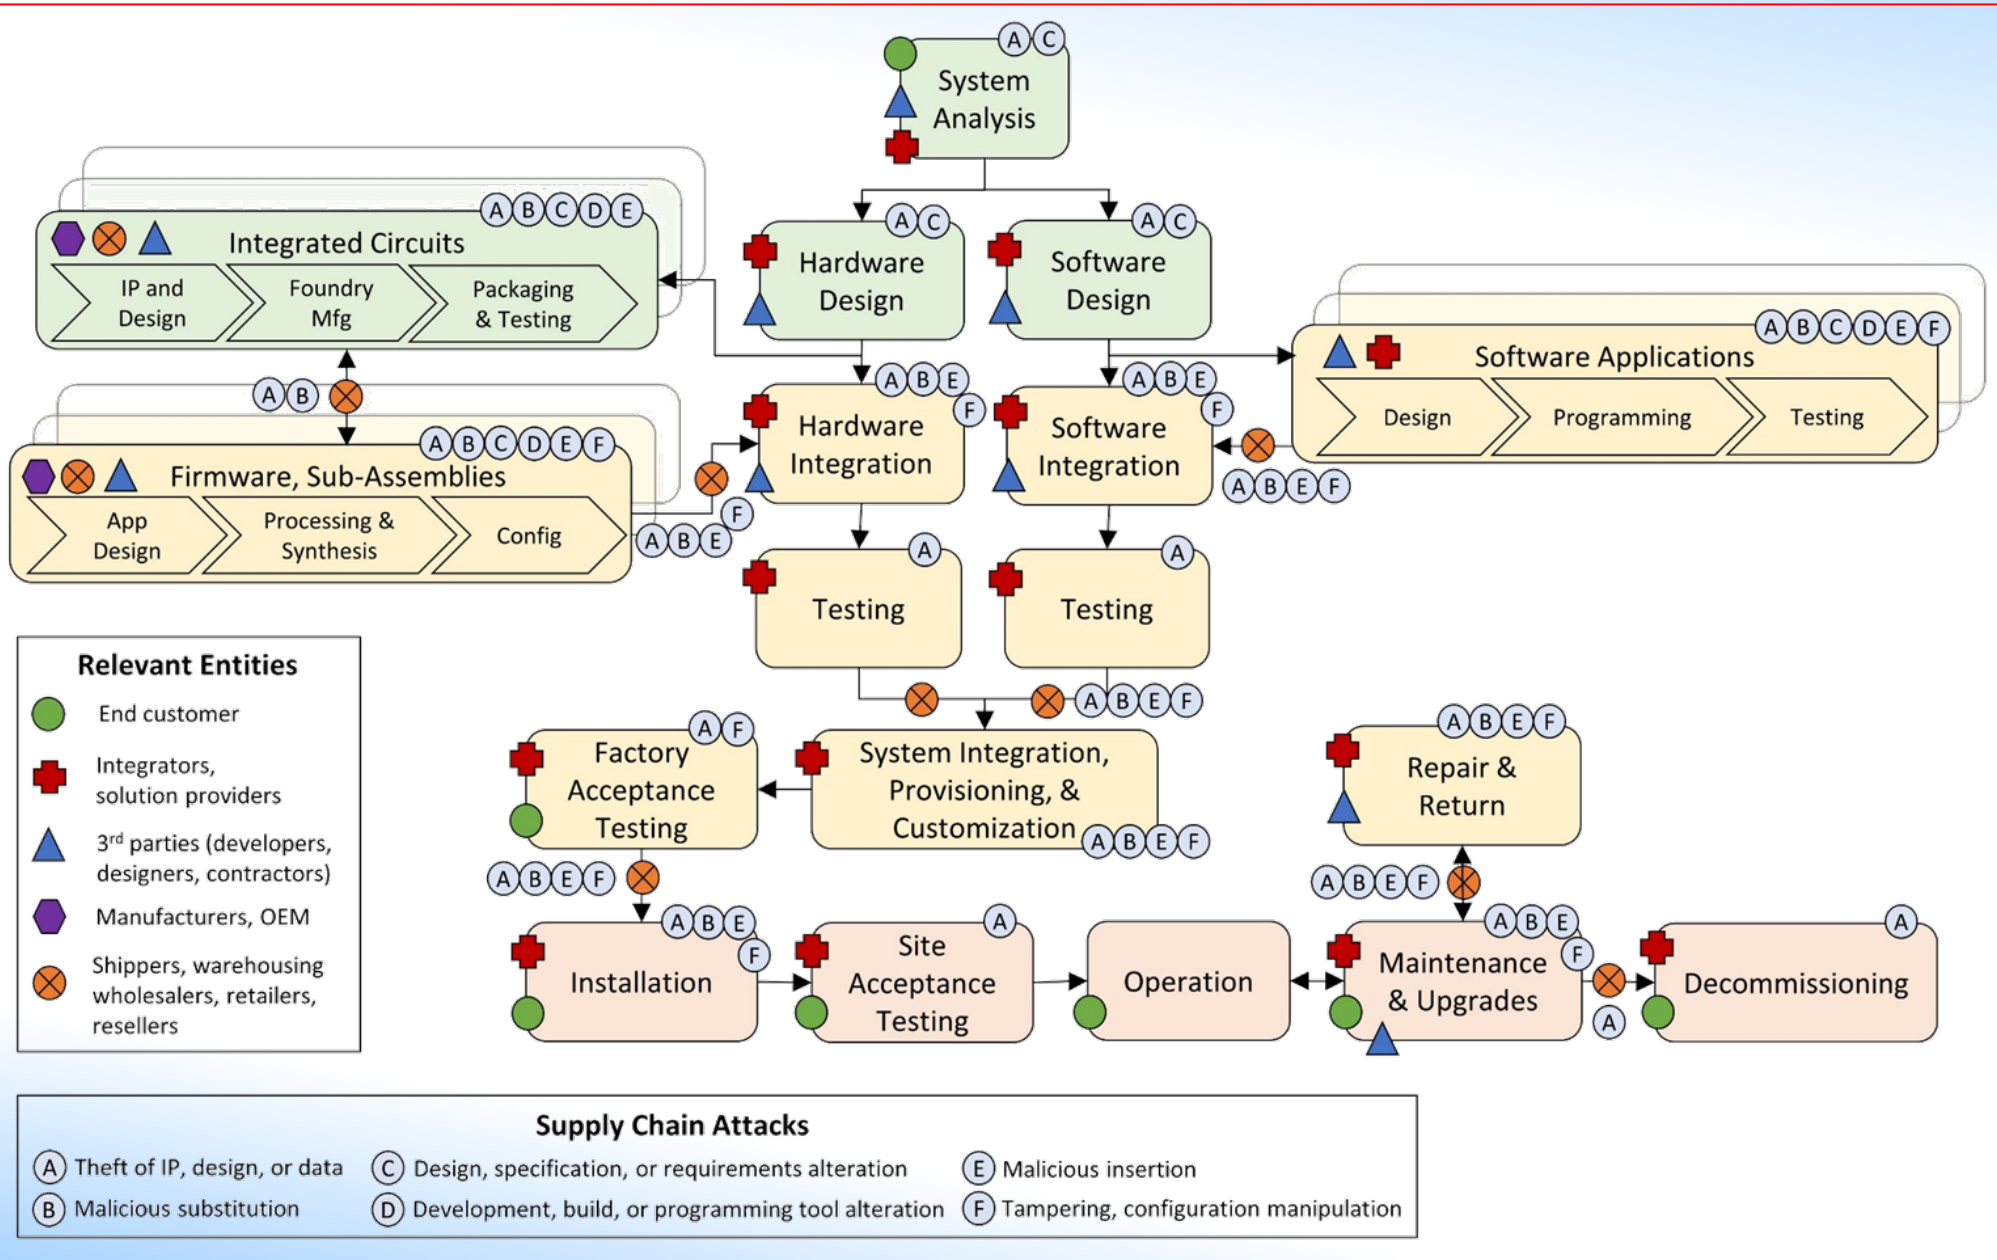 A C
System
Analysis
A B C D E
Integrated Circuits
IP and
Design
Foundry
Mfg
Packaging
& Testing
A C
Hardware
Design
A C
Software
Design
A B C D E F
Software Applications
Design
Programming
Testing
A B
A B C D E F
Firmware, Sub-Assemblies
App
Design
Processing &
Synthesis
Config
A B E
F
Hardware
Integration
A B E
F
Software
Integration
A B E F
F
A B E
A
Testing
A
Testing
A B E F
Relevant Entities
End customer
Integrators,
solution providers
3rd parties (developers,
designers, contractors)
Manufacturers, OEM
Shippers, warehousing
wholesalers, retailers,
resellers
A F
Factory
Acceptance
Testing
System Integration,
Provisioning, &
Customization
A B E F
A B E F
Repair &
Return
A B E F
A B E F
A B E
F
Installation
A
Site
Acceptance
Testing
Operation
A B E
F
Maintenance
& Upgrades
A
A
Decommissioning
Supply Chain Attacks
A Theft of IP, design, or data
B Malicious substitution
C Design, specification, or requirements alteration
D Development, build, or programming tool alteration
E Malicious insertion
F Tampering, configuration manipulation